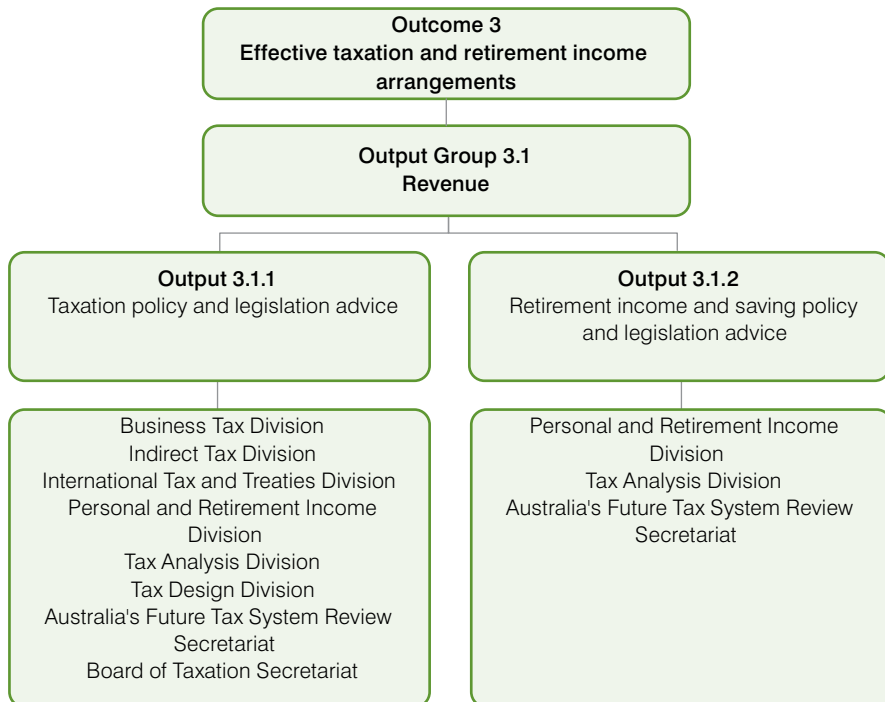 Outcome 3
Effective taxation and retirement income
arrangements
Output Group 3.1
Revenue
Output 3.1.1
Taxation policy and legislation advice
Output 3.1.2
Retirement income and saving policy
and legislation advice
Business Tax Division
Indirect Tax Division
International Tax and Treaties Division
Personal and Retirement Income
Division
Tax Analysis Division
Tax Design Division
Australia's Future Tax System Review
Secretariat
Board of Taxation Secretariat
Personal and Retirement Income
Division
Tax Analysis Division
Australia's Future Tax System Review
Secretariat